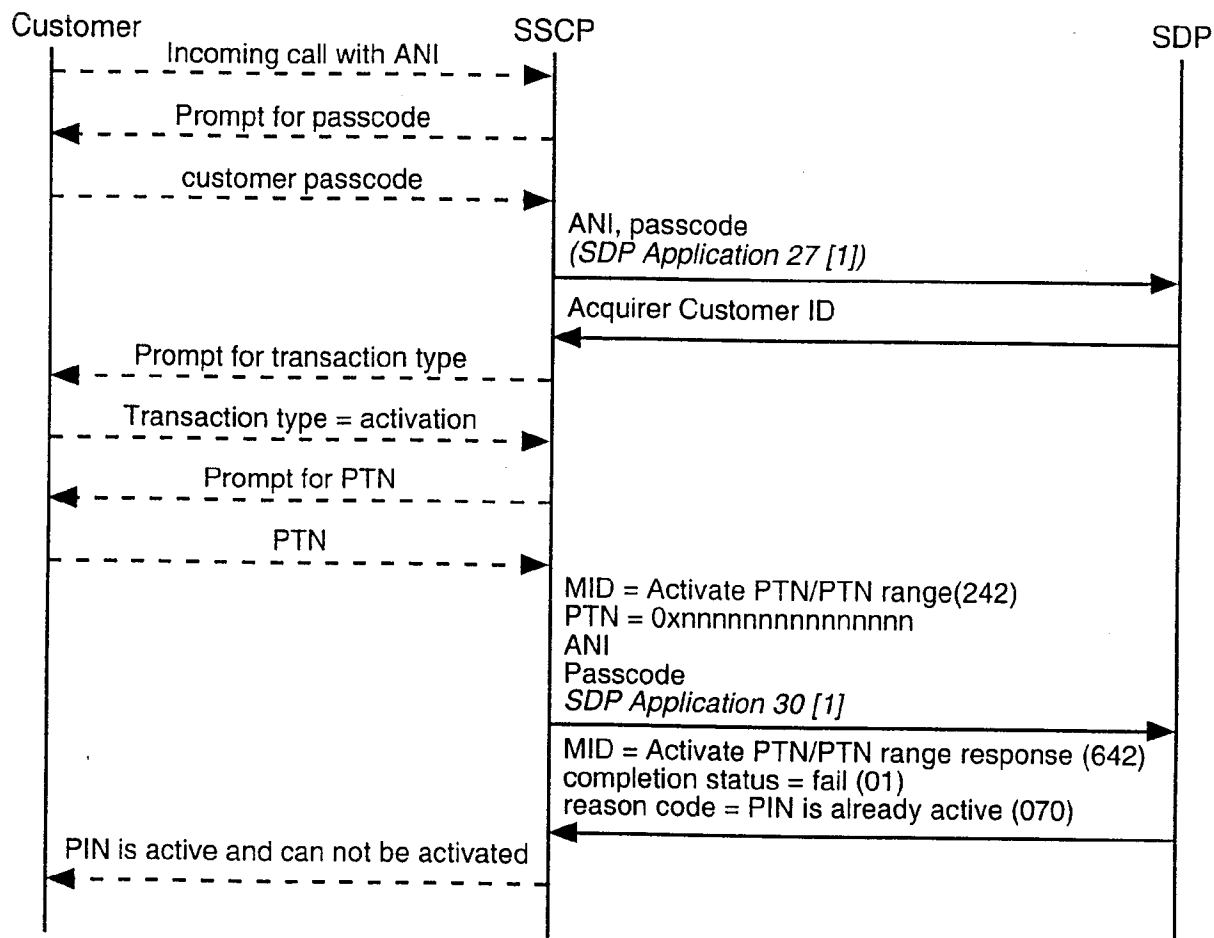 Customer
SSCP
SDP
Incoming call with ANI
Prompt for passcode
customer passcode
ANI, passcode
(SDP Application 27 [1])
Acquirer Customer ID
Prompt for transaction type
Transaction type = activation
Prompt for PTN
PTN
MID = Activate PTN/PTN range(242)
PTN = 0xnnnnnnnnnnnnnnnn
ANI
Passcode
SDP Application 30 [1]
MID = Activate PTN/PTN range response (642)
completion status = fail (01)
reason code = PIN is already active (070)
PIN is active and can not be activated